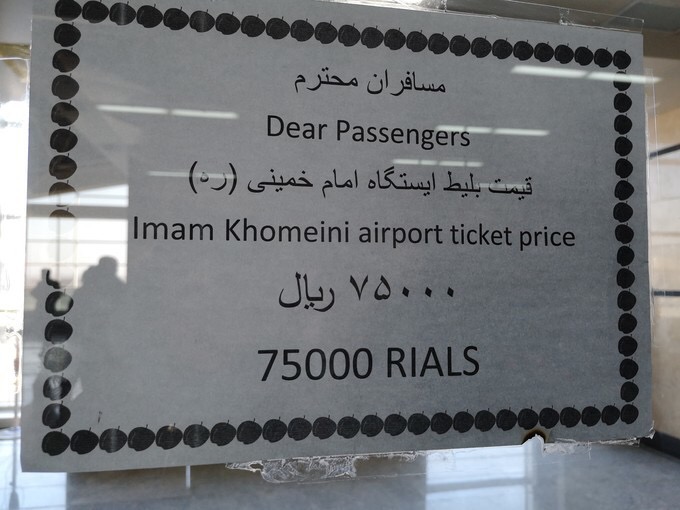 مسافران محترم
Dear Passengers
قیمت بلیط ایستگاه امام خمینی (ره)
Imam Khomeini airport ticket price
۷۵۰۰۰ ریال
75000 RIALS